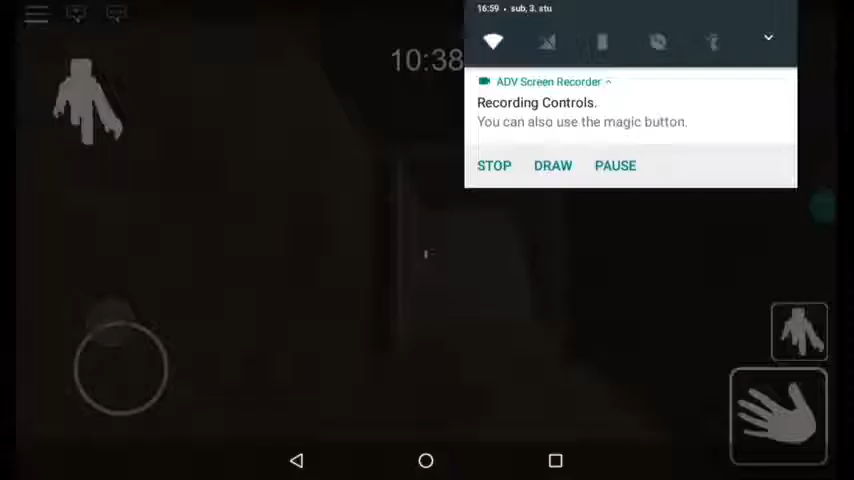 16:59 • sub, 3. stu
10:38
ADV Screen Recorder
Recording Controls.
You can also use the magic button.
STOP DRAW PAUSE